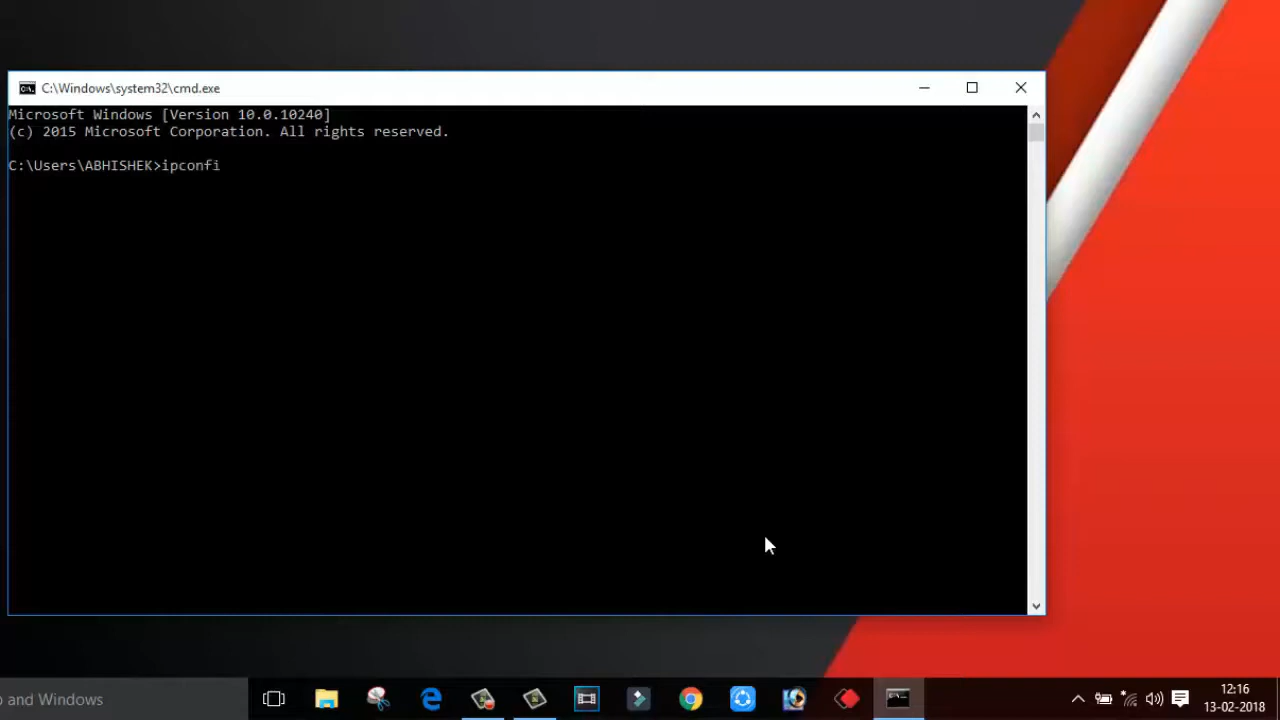 C:\Windows\system32\cmd.exe
Microsoft Windows [Version 10.0.10240]
(c) 2015 Microsoft Corporation. All rights reserved.
C:\Users\ABHISHEK>ipconfi
and Windows
12:16
13-02-2018